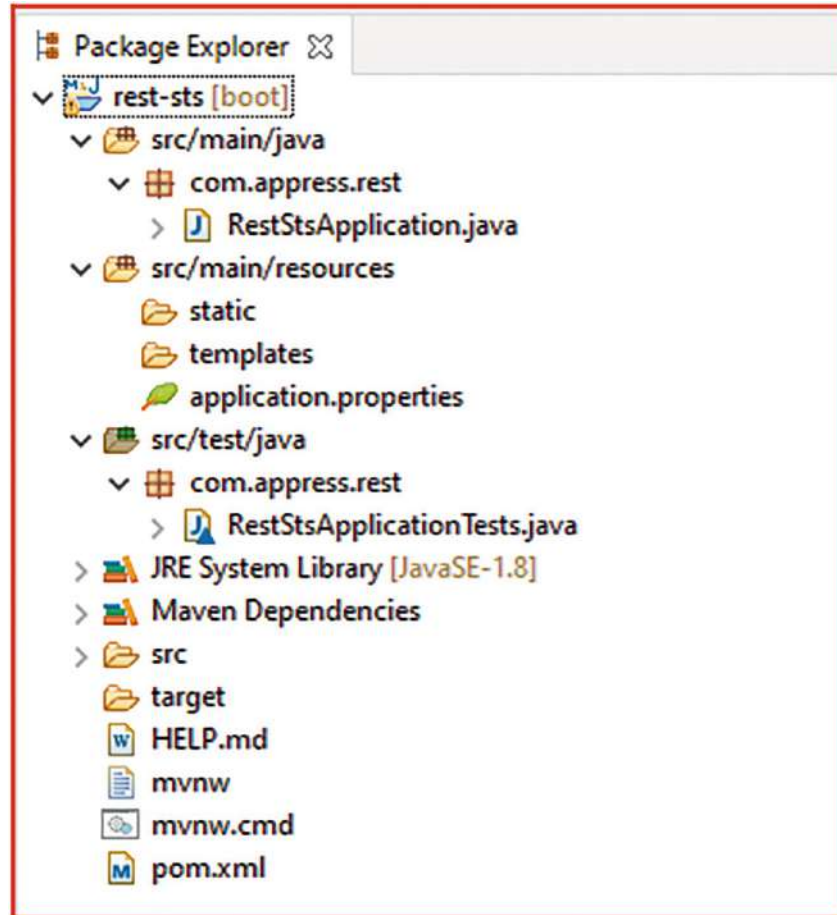 Package Explorer
rest-sts [boot]
src/main/java
com.appress.rest
RestStsApplication.java
src/main/resources
static
templates
application.properties
src/test/java
com.appress.rest
RestStsApplicationTests.java
JRE System Library [JavaSE-1.8]
Maven Dependencies
src
target
HELP.md
mvnw
mvnw.cmd
pom.xml